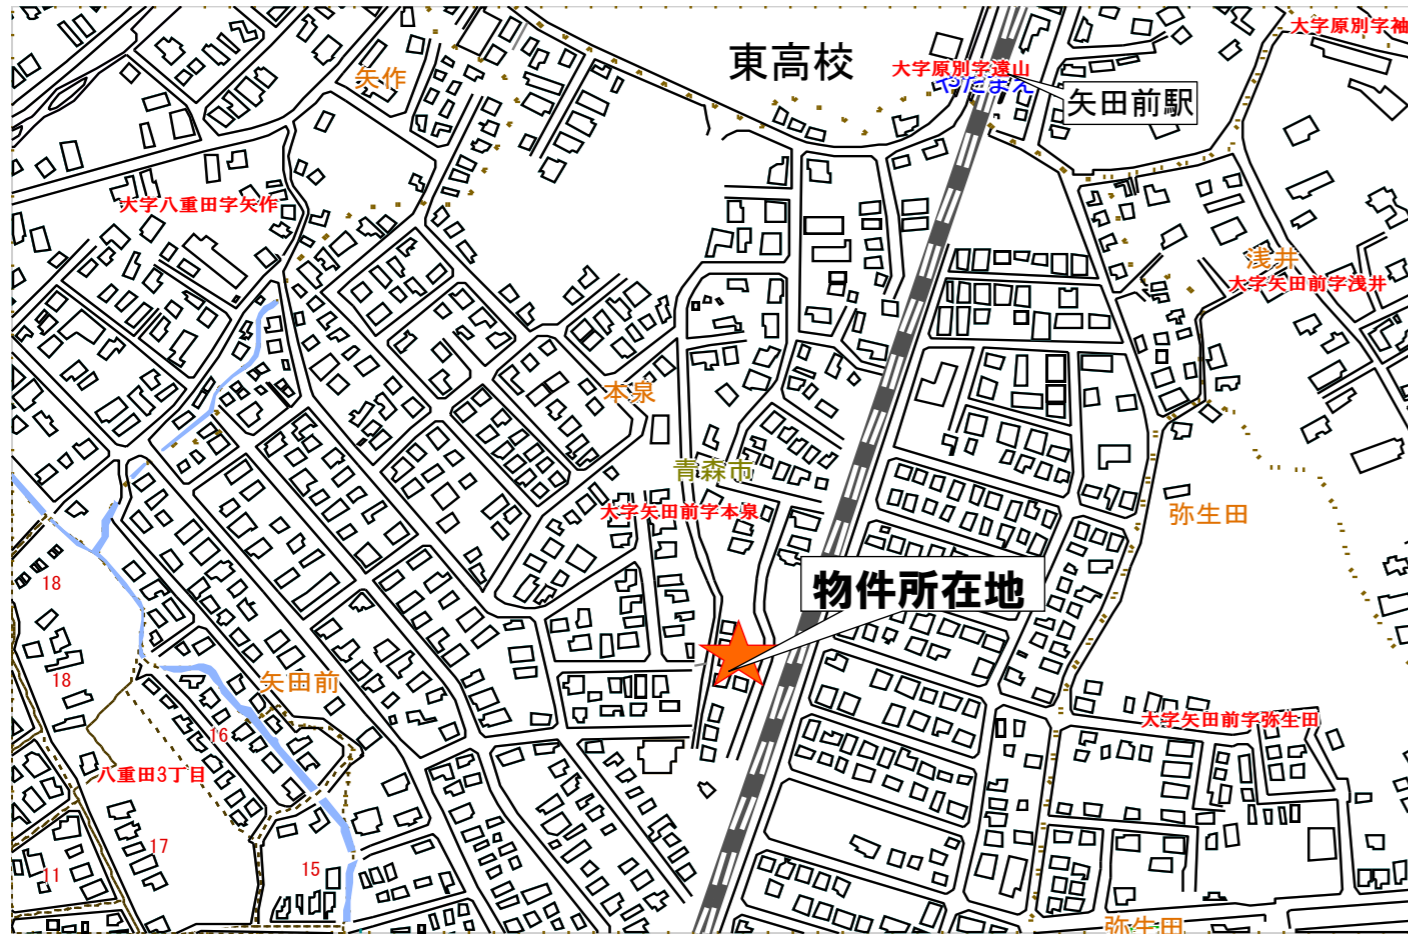 大字原別字袖
東高校
大字原別字遠山
やだまえ
矢作
矢田前駅
大字八重田字矢作
浅井
大字矢田前字浅井
本泉
青森市
大字矢田前字本泉
弥生田
18
物件所在地
18
矢田前
大字矢田前字弥生田
16
八重田3丁目
17
15
11
弥生田